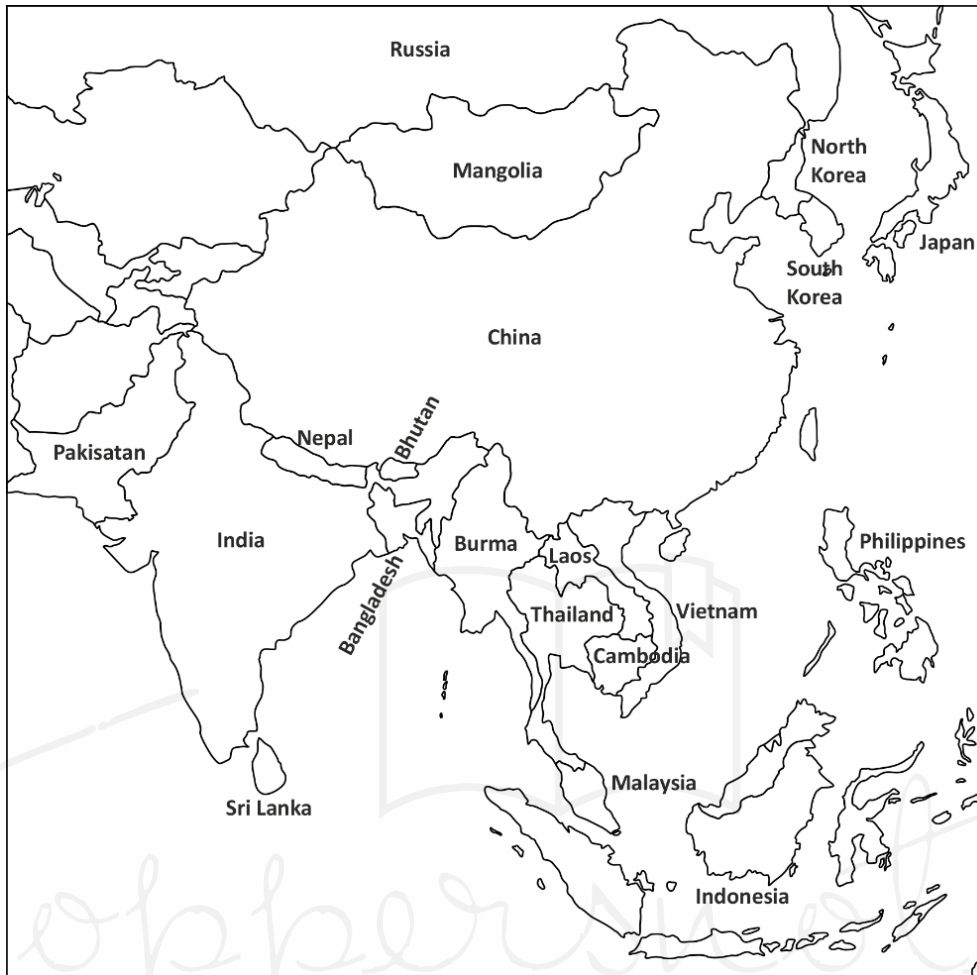 Russia
Mangolia
North
Korea
Japan
South
Korea
China
Nepal
Bhutan
Pakisatan
India
Burma
Laos
Philippines
Bangladesh
Thailand
Vietnam
Cambodia
Malaysia
Sri Lanka
Indonesia